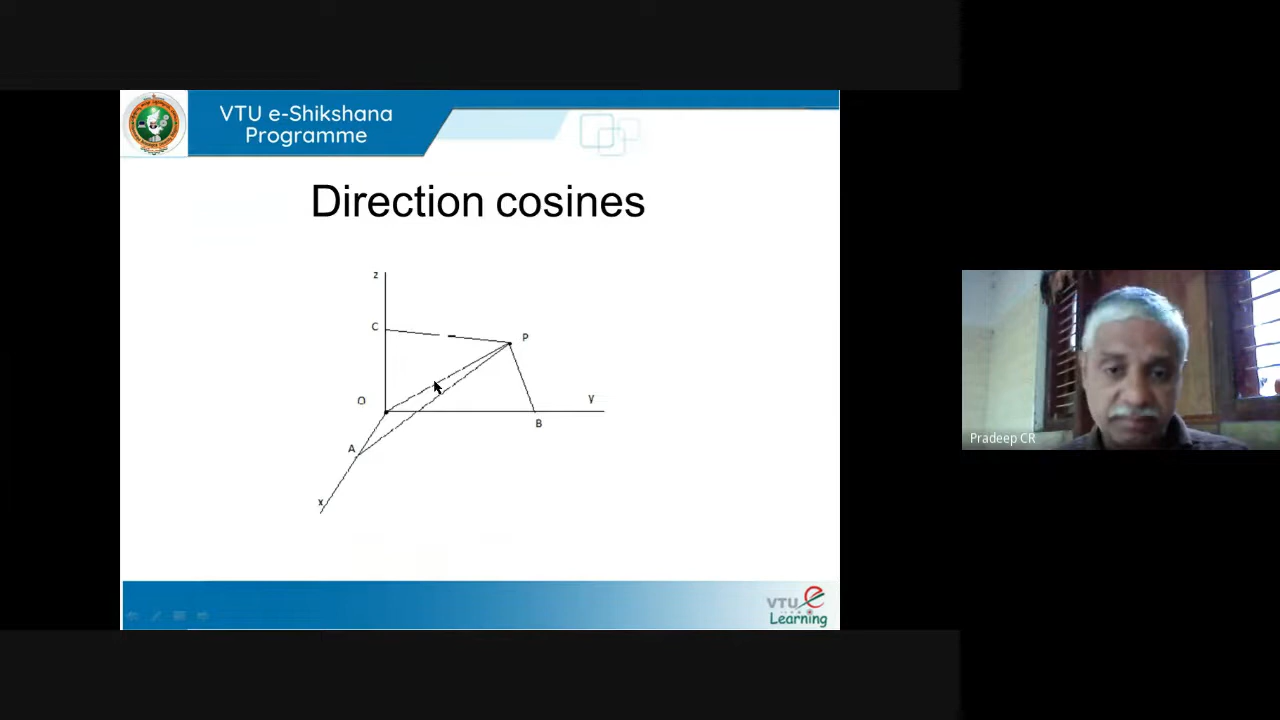 VTU e-Shikshana
Programme
Direction cosines
z
C
P
O
y
B
A
x
Pradeep CR
VTU e
Learning